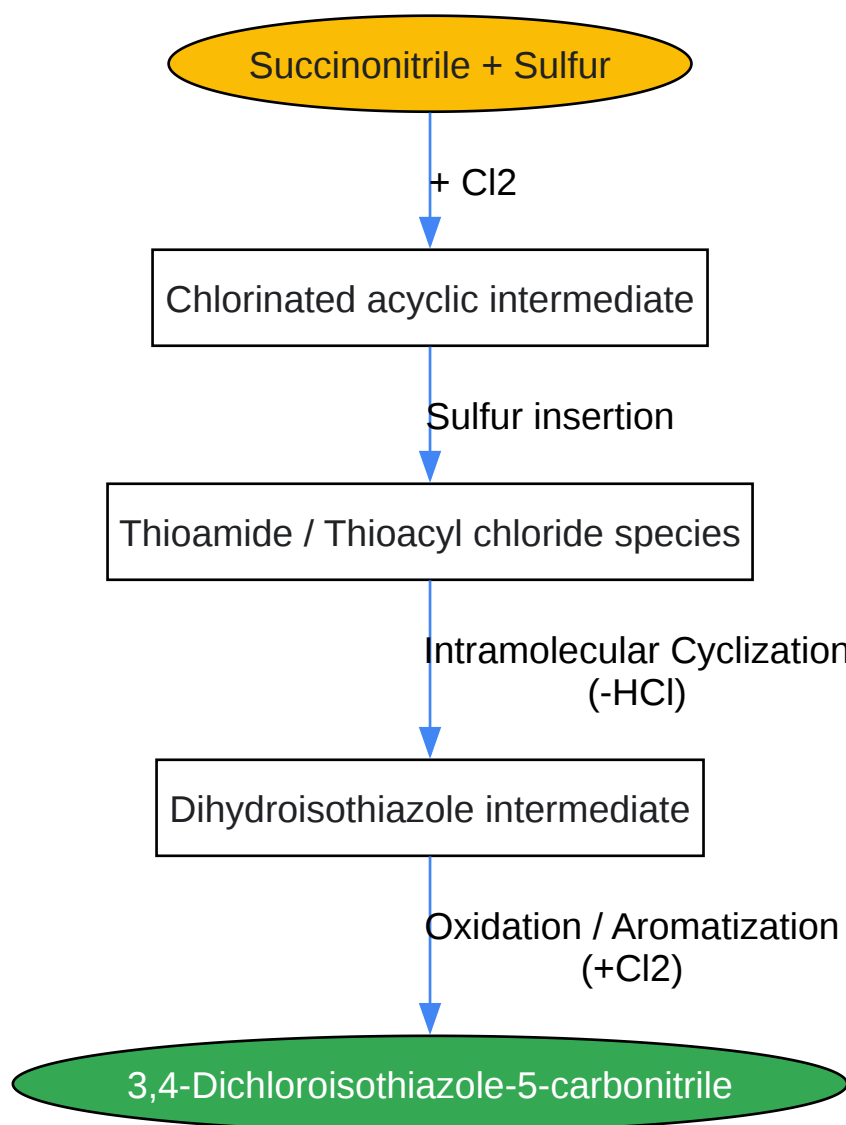 Succinonitrile + Sulfur
+ Cl2
Chlorinated acyclic intermediate
Sulfur insertion
Thioamide / Thioacyl chloride species
Intramolecular Cyclization
(-HCl)
Dihydroisothiazole intermediate
Oxidation / Aromatization
(+Cl2)
3,4-Dichloroisothiazole-5-carbonitrile